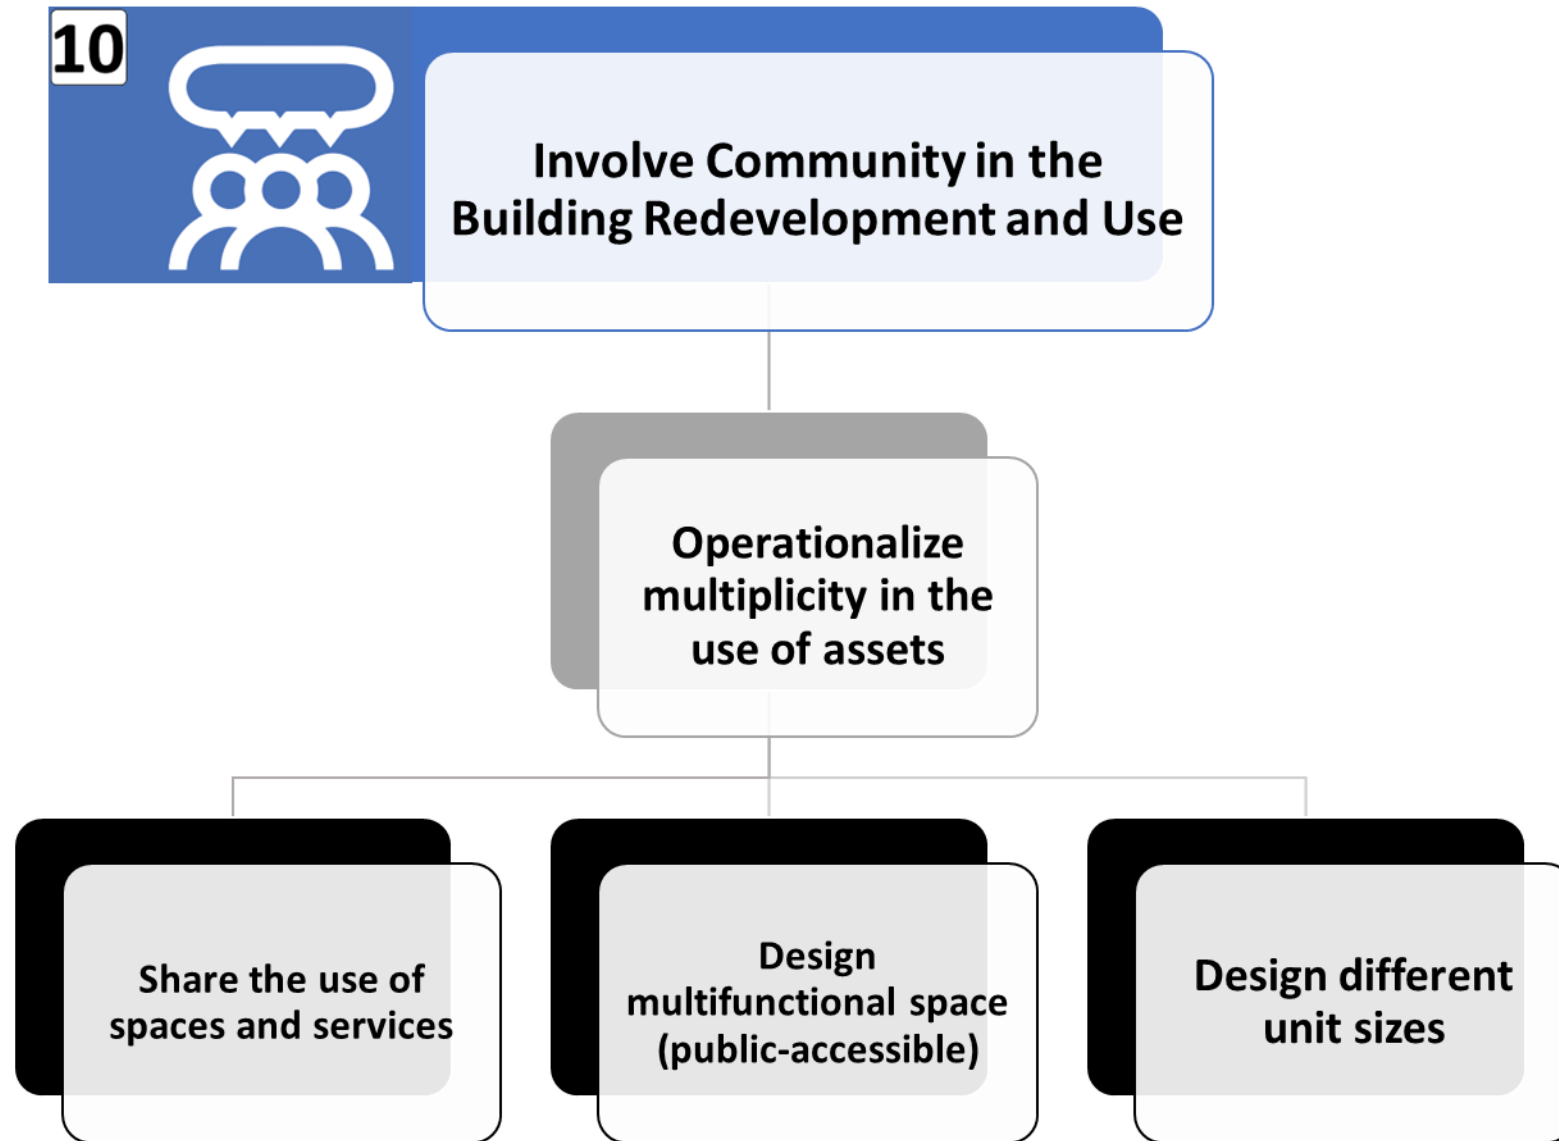 10
Involve Community in the
Building Redevelopment and Use
Operationalize
multiplicity in the
use of assets
Share the use of
spaces and services
Design
multifunctional space
(public-accessible)
Design different
unit sizes